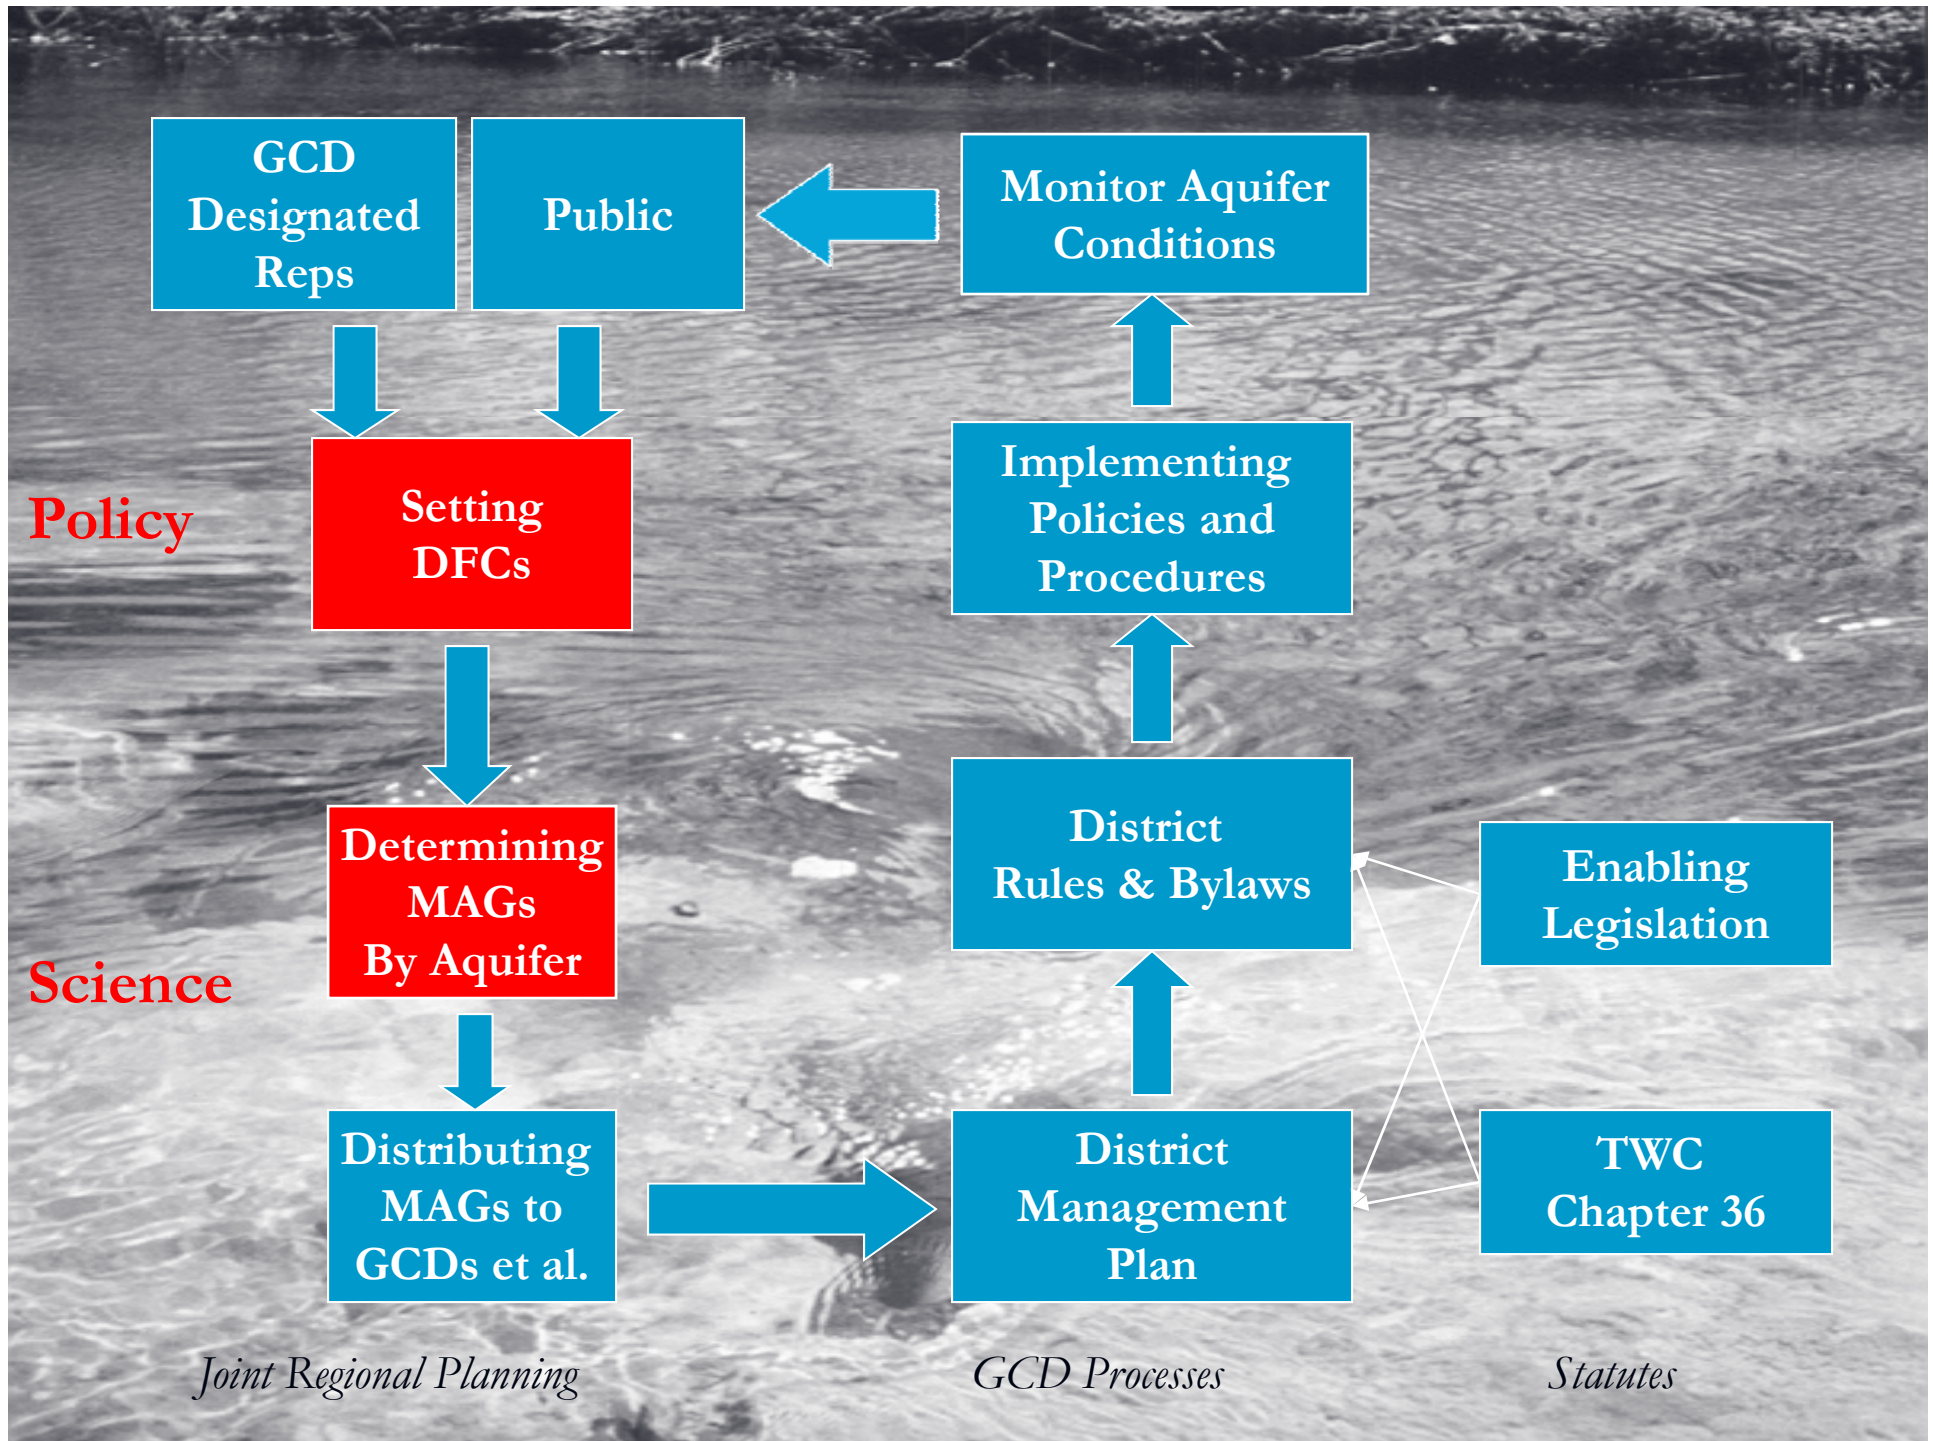 GCD
Designated
Reps
Public
Monitor Aquifer
Conditions
Policy
Setting
DFCs
Implementing
Policies and
Procedures
Science
Determining
MAGs
By Aquifer
District
Rules & Bylaws
Enabling
Legislation
Distributing
MAGs to
GCDs et al.
District
Management
Plan
TWC
Chapter 36
Joint Regional Planning
GCD Processes
Statutes